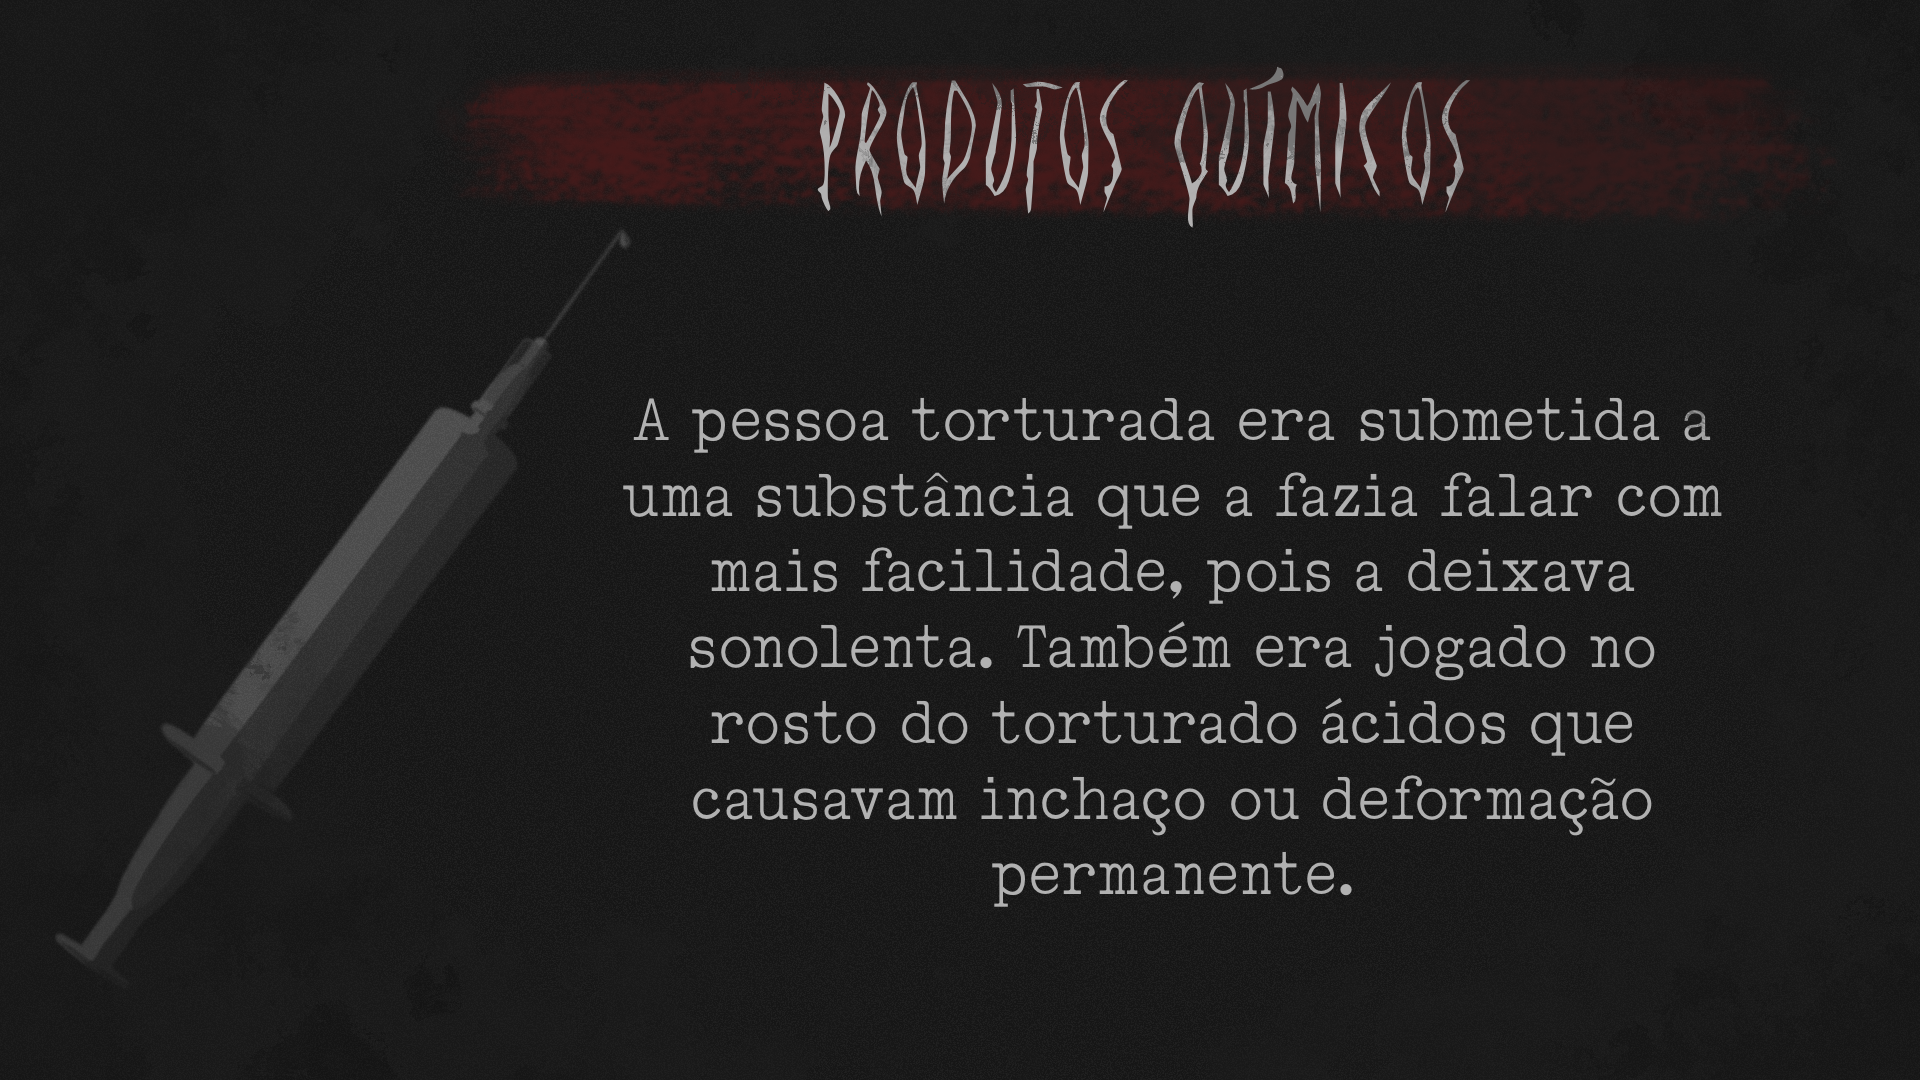 PRODUTOS QUÍMICOS
A pessoa torturada era submetida a
uma substância que a fazia falar com
mais facilidade, pois a deixava
sonolenta. Também era jogado no
rosto do torturado ácidos que
causavam inchaço ou deformação
permanente.